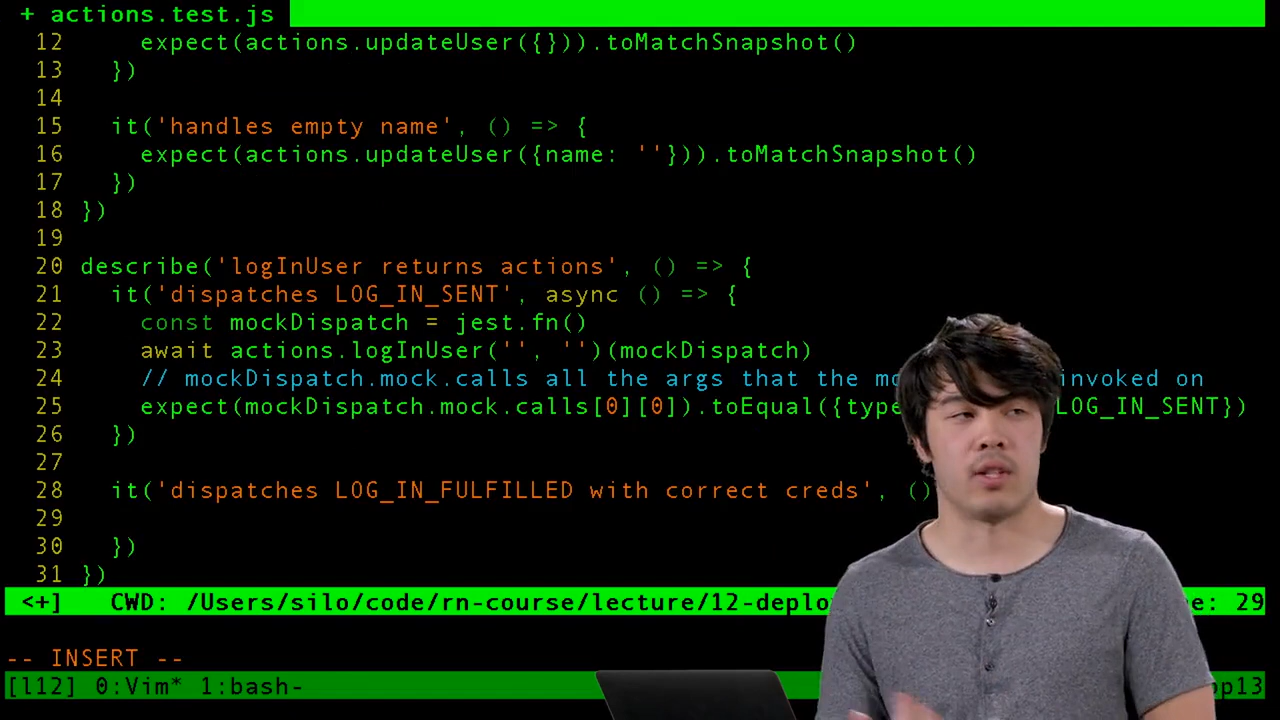 + actions.test.js
12 expect(actions.updateUser({})).toMatchSnapshot()
13 })
14
15 it('handles empty name', () => {
16 expect(actions.updateUser({name: ''})).toMatchSnapshot()
17 })
18 })
19
20 describe('logInUser returns actions', () => {
21 it('dispatches LOG_IN_SENT', async () => {
22 const mockDispatch = jest.fn()
23 await actions.logInUser('', '')(mockDispatch)
24 // mockDispatch.mock.calls all the args that the invoked on
25 expect(mockDispatch.mock.calls[0][0]).toEqual({type LOG_IN_SENT})
26 })
27
28 it('dispatches LOG_IN_FULFILLED with correct creds', ()
29
30 })
31 })
<+] CWD: /Users/silo/code/rn-course/lecture/12- 29
-- INSERT --
[l12] 0:Vim* 1:bash-